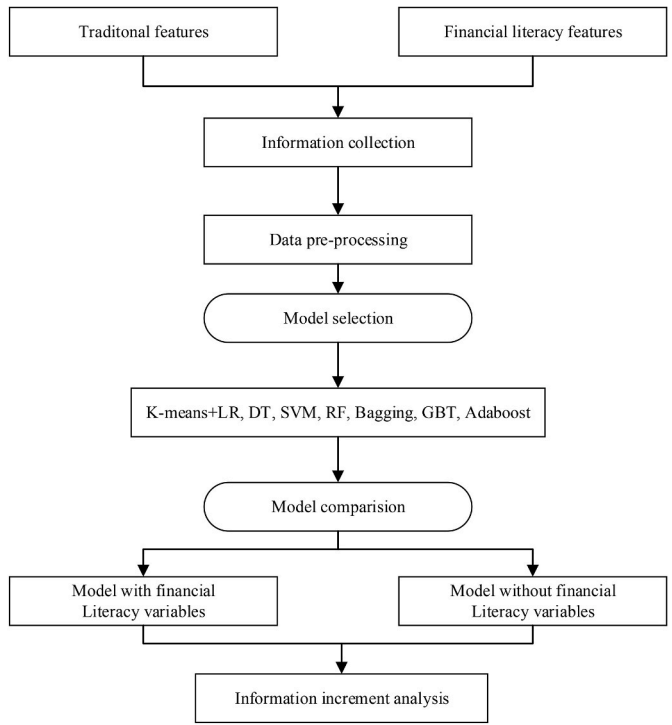 Traditonal features
Financial literacy features
Information collection
Data pre-processing
Model selection
K-means+LR, DT, SVM, RF, Bagging, GBT, Adaboost
Model comparision
Model with financial
Literacy variables
Model without financial
Literacy variables
Information increment analysis